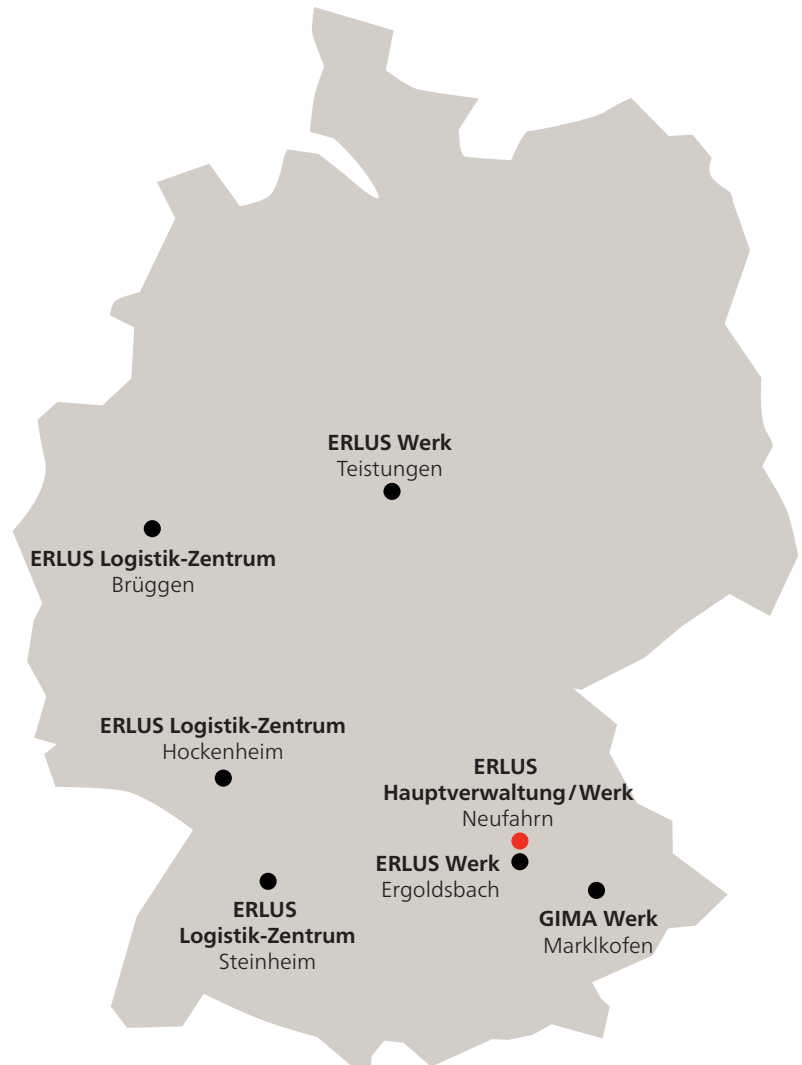 ERLUS Werk
Teistungen
ERLUS Logistik-Zentrum
Brüggen
ERLUS Logistik-Zentrum
Hockenheim
ERLUS
Hauptverwaltung/Werk
Neufahrn
ERLUS Werk
Ergoldsbach
ERLUS
Logistik-Zentrum
Steinheim
GIMA Werk
Marklkofen